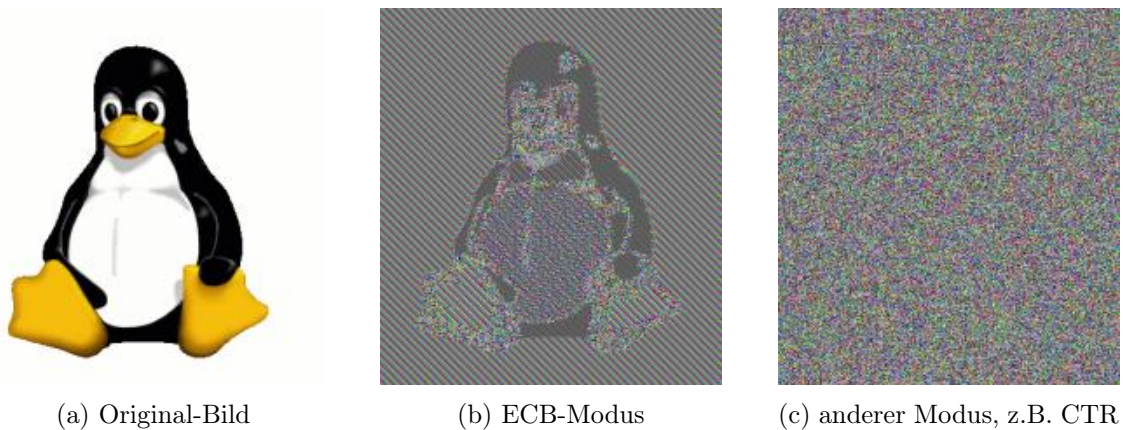 (a) Original-Bild
(b) ECB-Modus
(c) anderer Modus, z.B. CTR